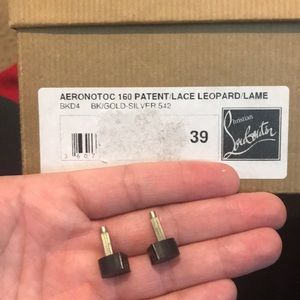 AERONOTOC 160 PATENT/LACE LEOPARD/LAME
BKD4 BK/GOLD-SILVER 542
39
Christian
Louboutin